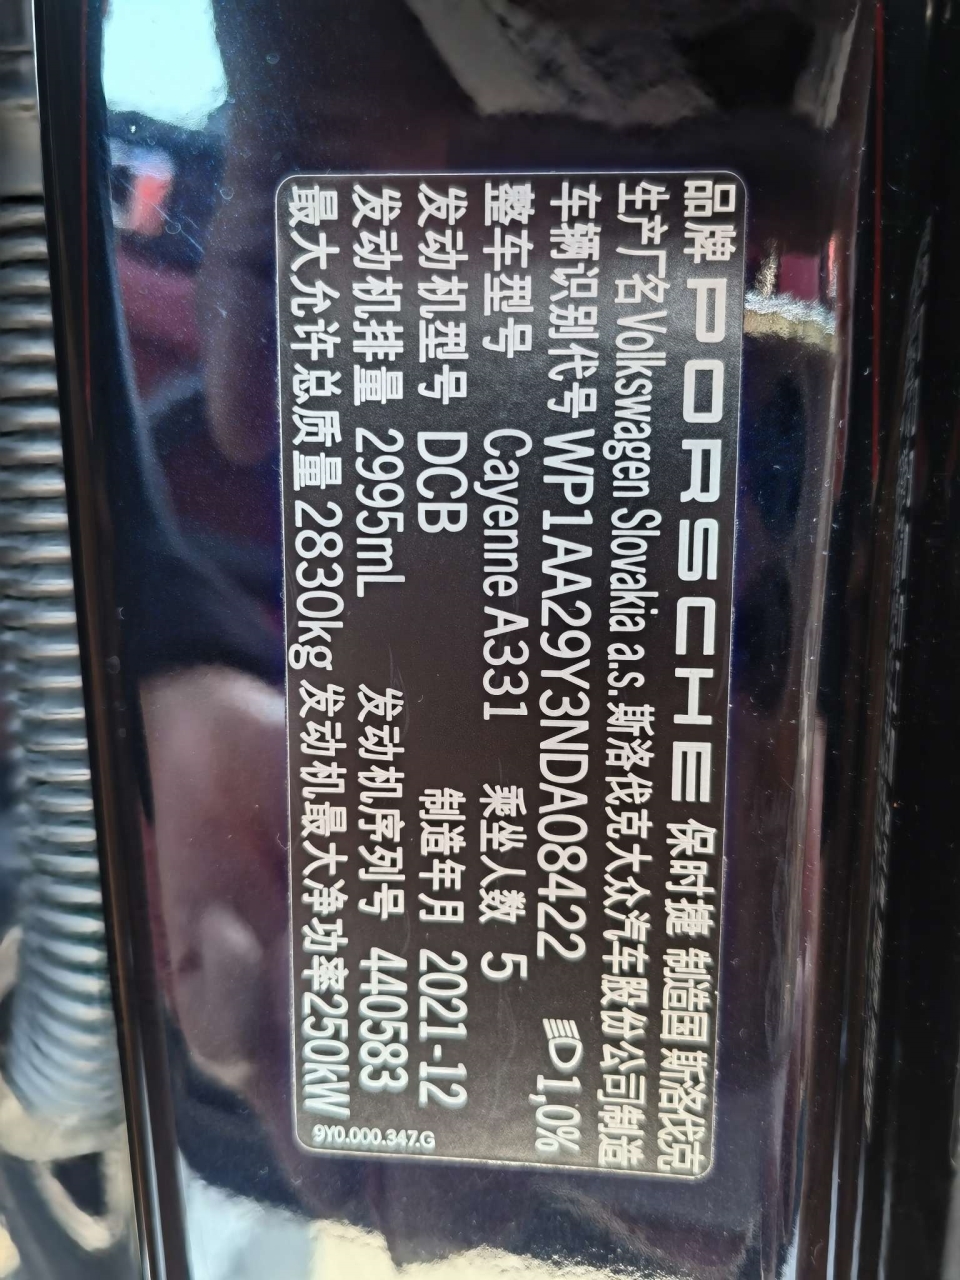 品牌 PORSCHE 保时捷 制造国 斯洛伐克
生产厂名 Volkswagen Slovakia a.s. 斯洛伐克大众汽车股份公司制造
车辆识别代号 WP1AA29Y3NDA08422 1,0%
整车型号 Cayenne A331 乘坐人数 5
发动机型号 DCB 制造年月 2021-12
发动机排量 2995mL 发动机序列号 440583
最大允许总质量 2830kg 发动机最大净功率250kW
9Y0.000.347.G